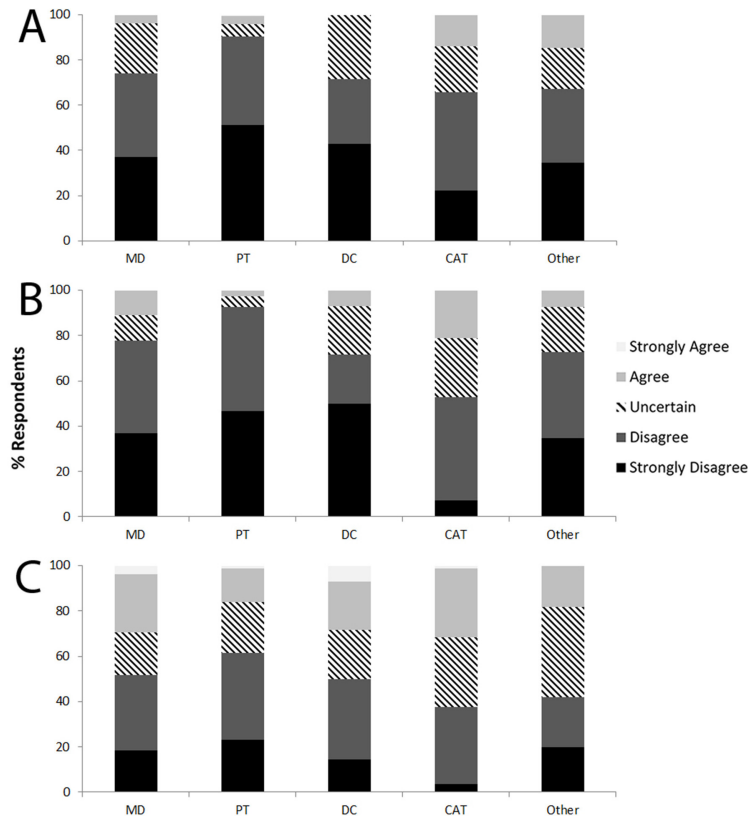 A
100
80
60
40
20
0
MD PT DC CAT Other
B
100
80
60
40
20
0
MD PT DC CAT Other
% Respondents
Strongly Agree
Agree
Uncertain
Disagree
Strongly Disagree
C
100
80
60
40
20
0
MD PT DC CAT Other